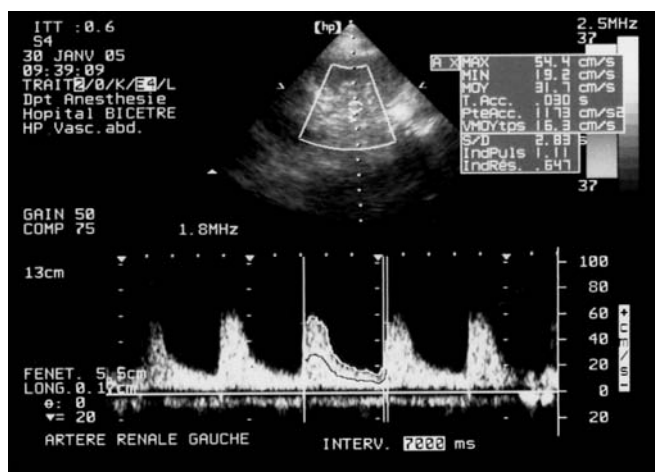 ITT :0.6
S4
30 JANV 05
09:39:09
TRAIT2/0/K/E4/L
Dpt Anesthesie
Hopital BICETRE
HP Vasc.abd.
[hp]
2.5MHz
37
A X MAX 54.4 cm/s
MIN 19.2 cm/s
MOY 31.7 cm/s
T.Acc. .030 s
PteAcc. 1173 cm/s2
VMOYtps 16.3 cm/s
S/D 2.83
IndPuls 1.11
IndRés. .647
37
GAIN 50
COMP 75
1.8MHz
13cm
100
80
60
40
20
0
20
+
cm/s
-
FENET. 5.5cm
LONG.0.17cm
θ: 0
▼= 20
ARTERE RENALE GAUCHE
INTERV. 7000 ms